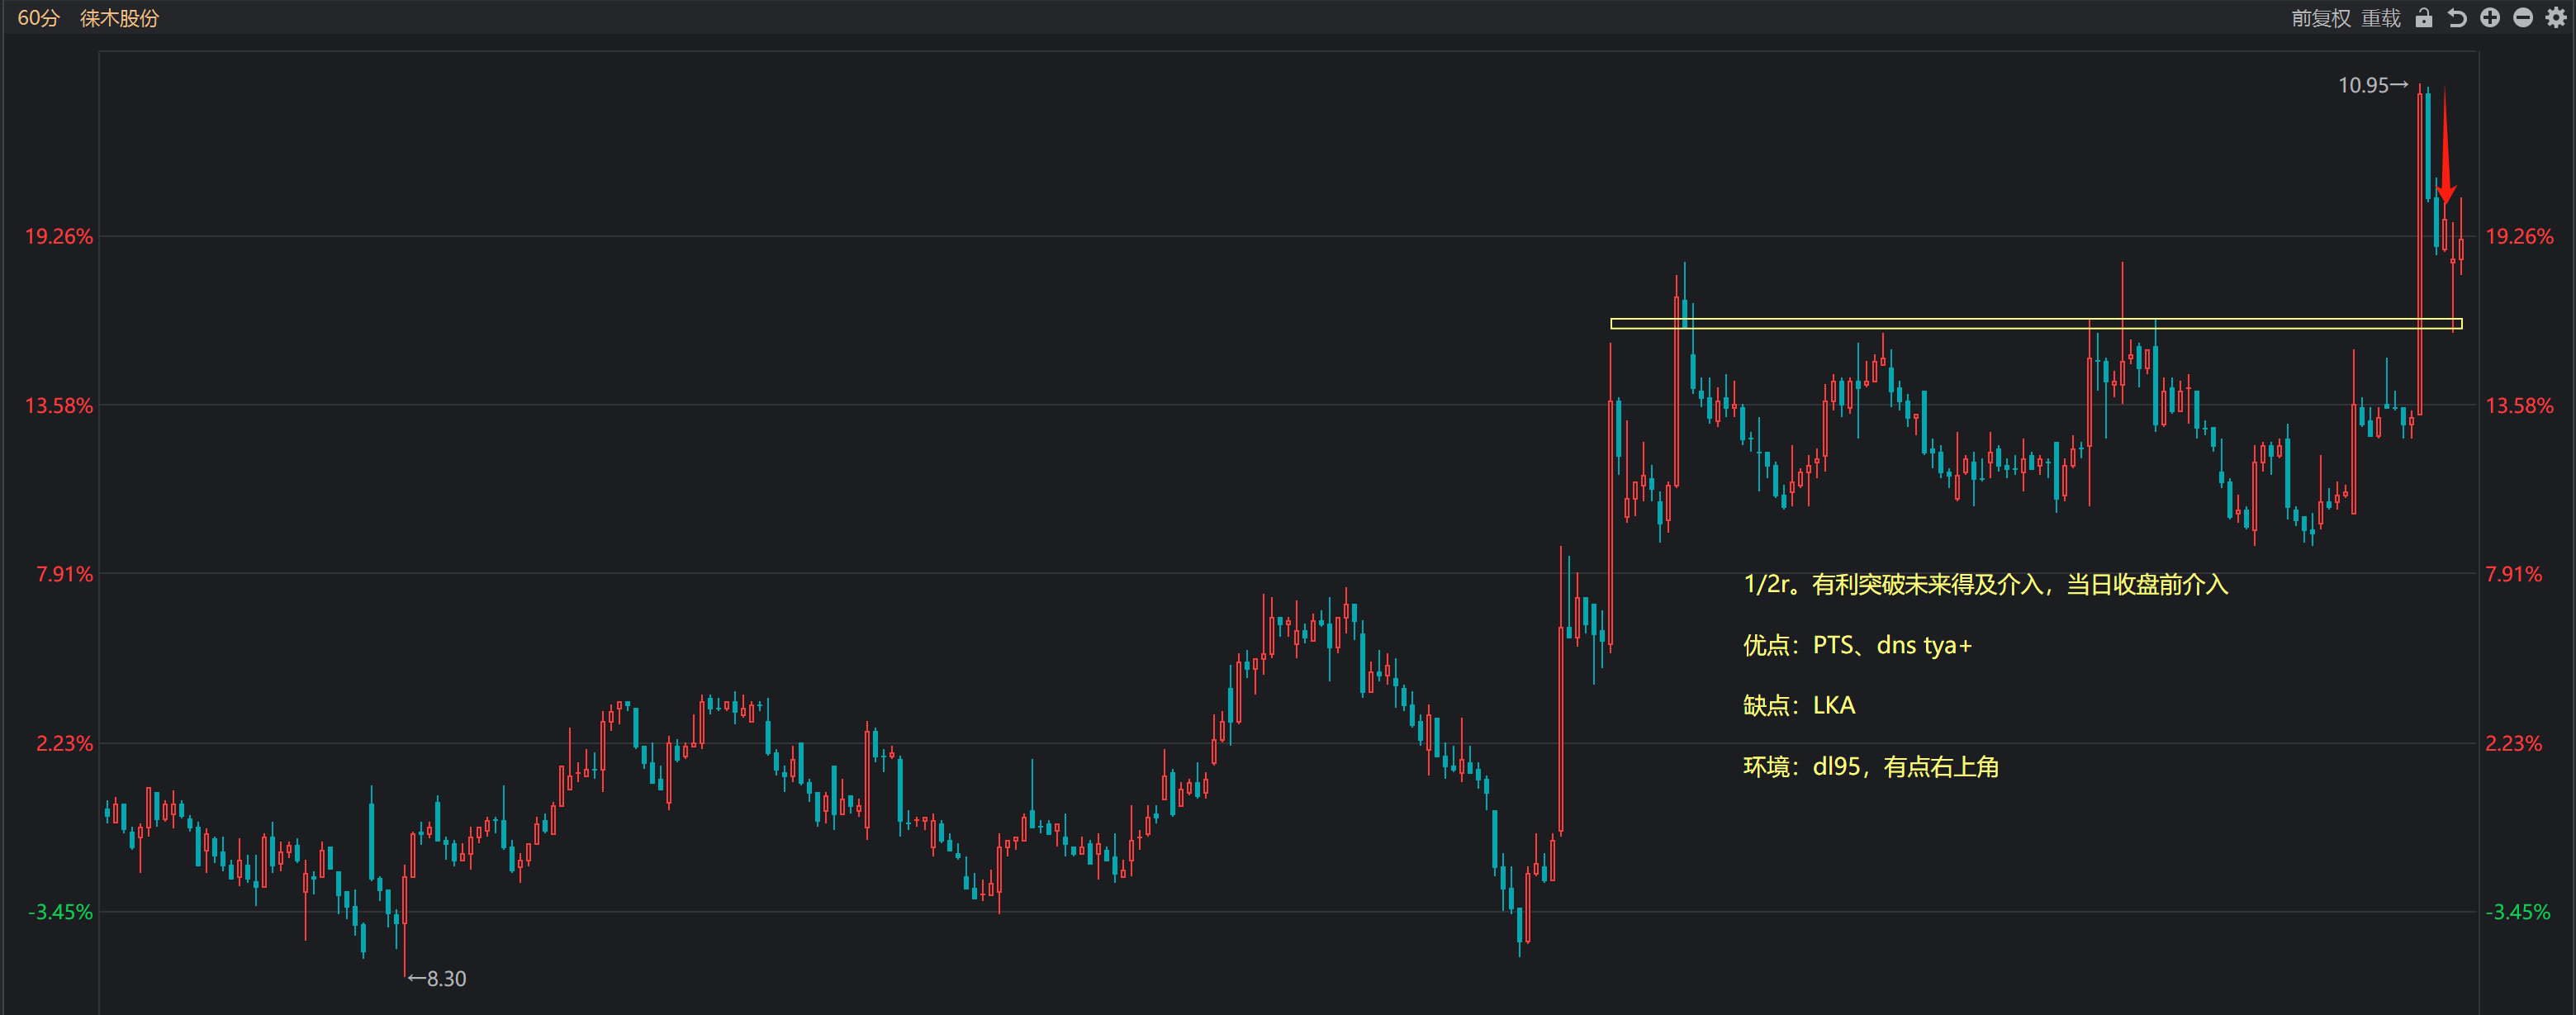 60分 徕木股份 前复权 重载
10.95→
19.26% 19.26%
13.58% 13.58%
7.91% 7.91%
1/2r。有利突破未来得及介入，当日收盘前介入
优点：PTS、dns tya+
缺点：LKA
2.23% 2.23%
环境：dl95，有点右上角
-3.45% -3.45%
←8.30